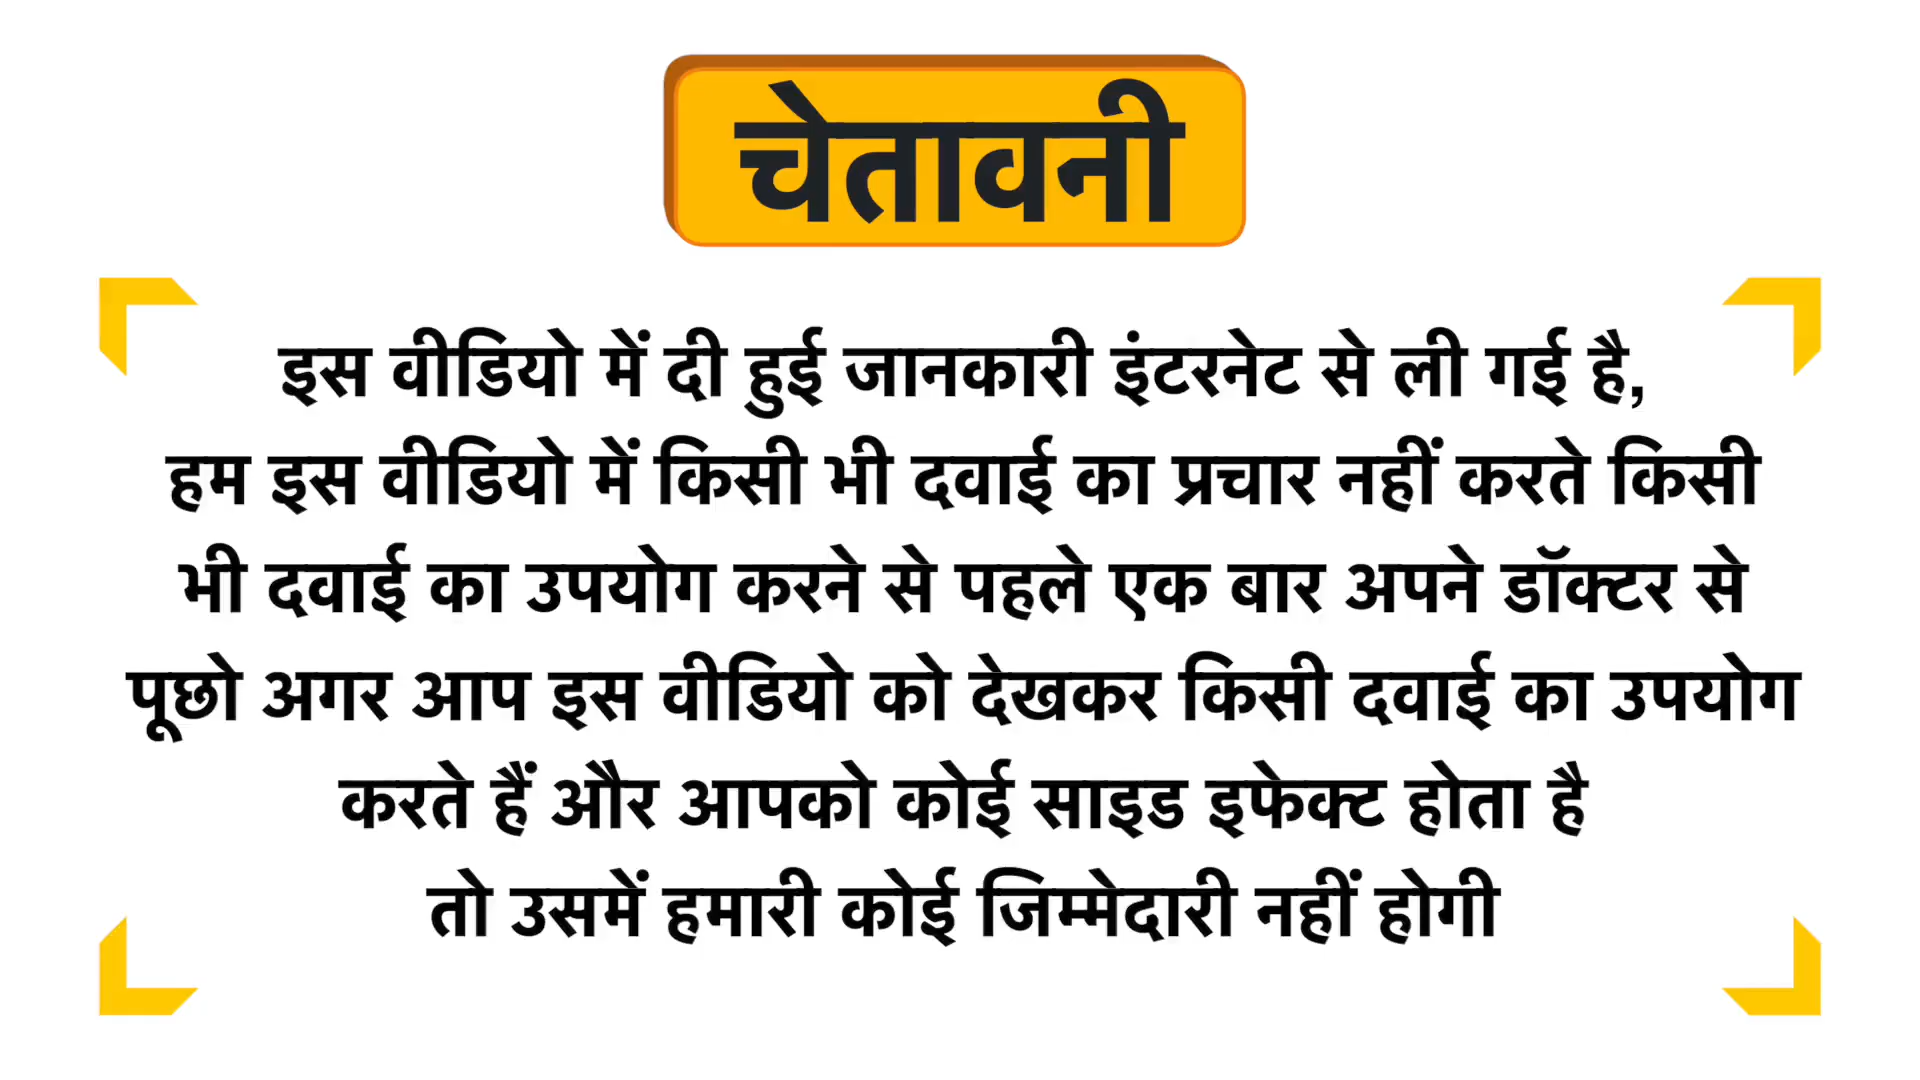 चेतावनी
इस वीडियो में दी हुई जानकारी इंटरनेट से ली गई है,
हम इस वीडियो में किसी भी दवाई का प्रचार नहीं करते किसी
भी दवाई का उपयोग करने से पहले एक बार अपने डॉक्टर से
पूछो अगर आप इस वीडियो को देखकर किसी दवाई का उपयोग
करते हैं और आपको कोई साइड इफेक्ट होता है
तो उसमें हमारी कोई जिम्मेदारी नहीं होगी